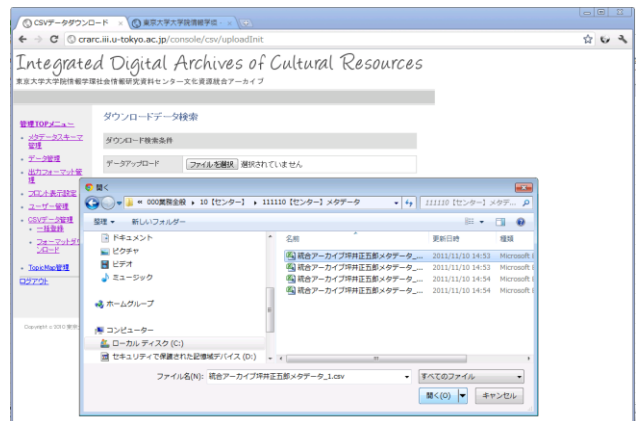 CSVデータダウンロード
東京大学大学院情報学環・
crarc.iii.u-tokyo.ac.jp/console/csv/uploadInit
Integrated Digital Archives of Cultural Resources
東京大学大学院情報学環社会情報研究資料センター文化資源統合アーカイブ
管理TOPメニュー
メタデータスキーマ管理
データ管理
出力フォーマット管理
フロント表示設定
ユーザー管理
CSVデータ管理
一括登録
フォーマットダウンロード
TopicMap管理
ログアウト
ダウンロードデータ検索
ダウンロード検索条件
データアップロード
ファイルを選択 選択されていません
開く
000業務全般 10【センター】 111110【センター】メタデータ
111110【センター】メタデ...
整理 新しいフォルダー
ドキュメント
ピクチャ
ビデオ
ミュージック
ホームグループ
コンピューター
ローカル ディスク (C:)
セキュリティで保護された記憶域デバイス (D:)
名前 更新日時 種類
統合アーカイブ坪井正五郎メタデータ_... 2011/11/10 14:53 Microsoft E
統合アーカイブ坪井正五郎メタデータ_... 2011/11/10 14:53 Microsoft E
統合アーカイブ坪井正五郎メタデータ_... 2011/11/10 14:54 Microsoft E
統合アーカイブ坪井正五郎メタデータ_... 2011/11/10 14:54 Microsoft E
ファイル名(N): 統合アーカイブ坪井正五郎メタデータ_1.csv
すべてのファイル
開く(O) キャンセル